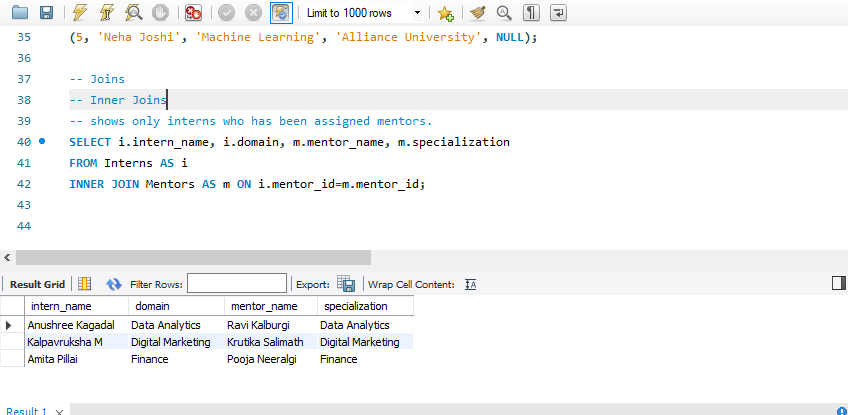 Limit to 1000 rows
35 (5, 'Neha Joshi', 'Machine Learning', 'Alliance University', NULL);
36
37 -- Joins
38 -- Inner Joins
39 -- shows only interns who has been assigned mentors.
40 SELECT i.intern_name, i.domain, m.mentor_name, m.specialization
41 FROM Interns AS i
42 INNER JOIN Mentors AS m ON i.mentor_id=m.mentor_id;
43
44
Result Grid Filter Rows: Export: Wrap Cell Content:
intern_name domain mentor_name specialization
Anushree Kagadal Data Analytics Ravi Kalburgi Data Analytics
Kalpavruksha M Digital Marketing Krutika Salimath Digital Marketing
Amita Pillai Finance Pooja Neeralgi Finance
Result 1